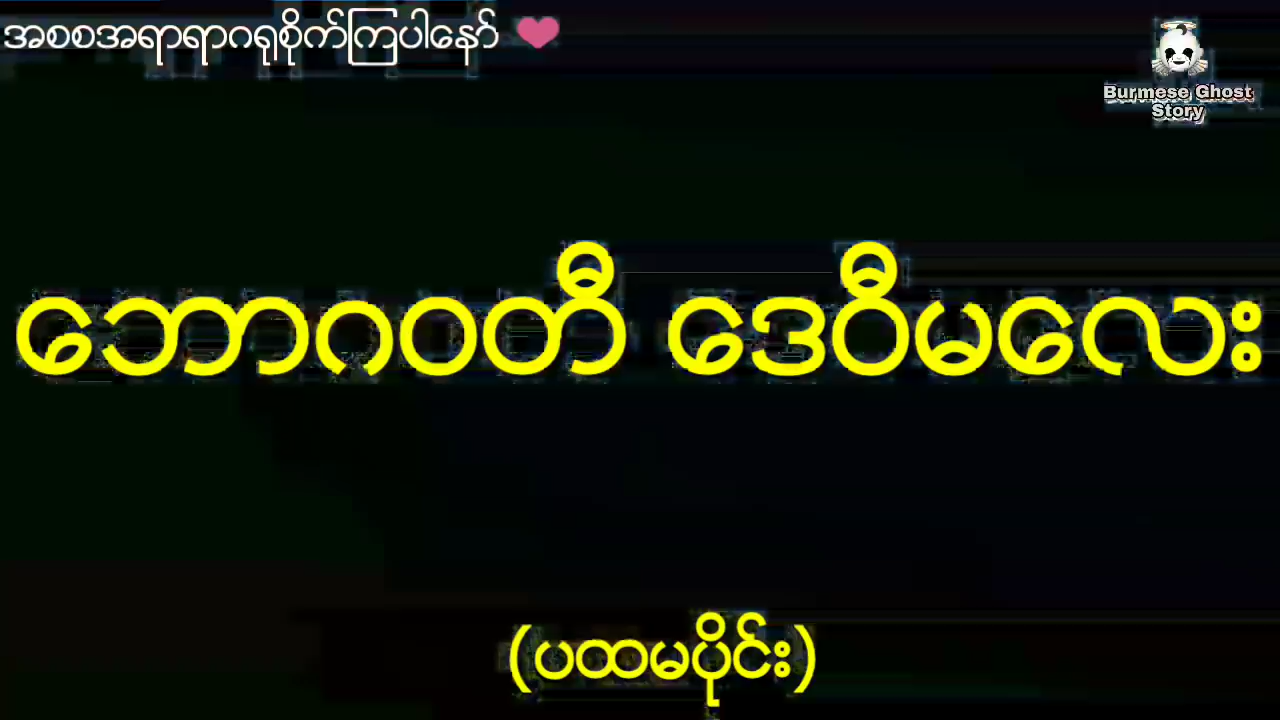 အစစအရာရာဂရုစိုက်ကြပါနော် ❤
Burmese Ghost
Story
ဘောဂဝတီ ဒေဝီမလေး
(ပထမပိုင်း)